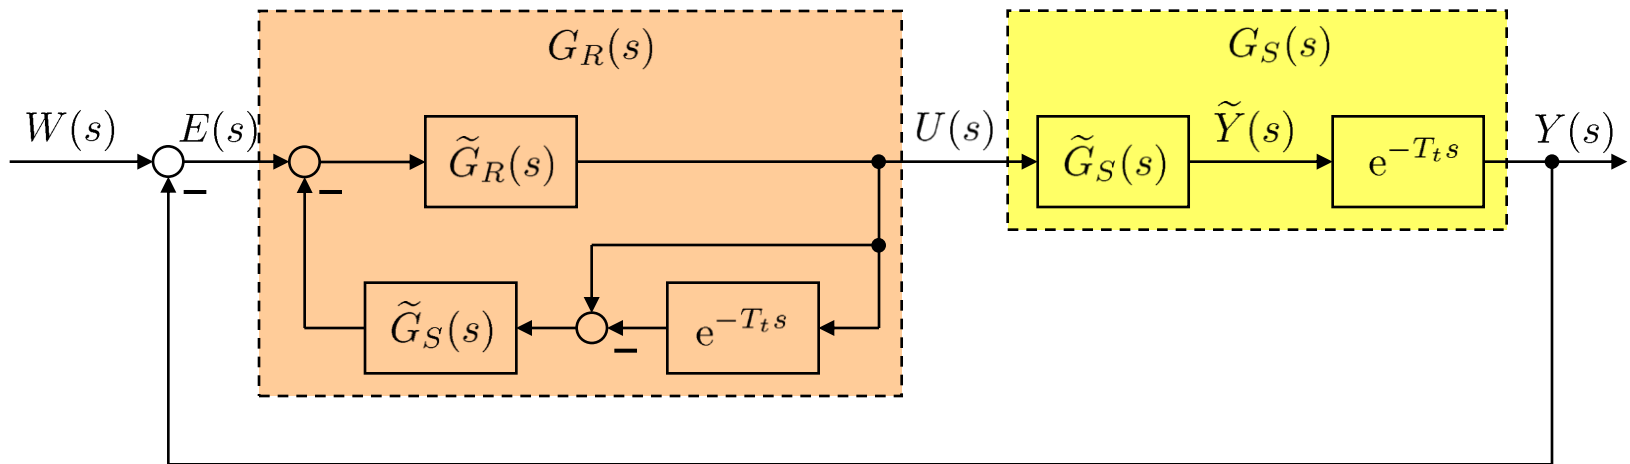 G_R(s)
G_S(s)
W(s)
E(s)
G̃_R(s)
U(s)
G̃_S(s)
Ỹ(s)
e^{-T_t s}
Y(s)
−
−
G̃_S(s)
e^{-T_t s}
−